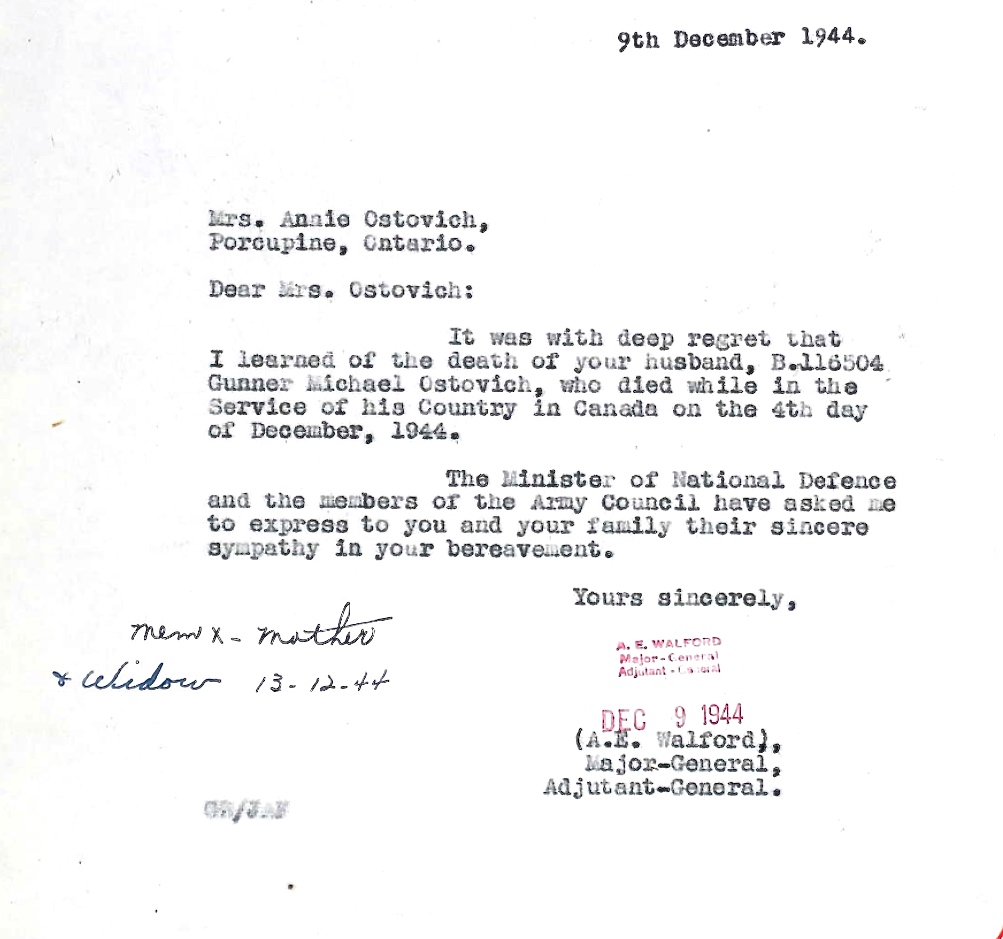 9th December 1944.
Mrs. Annie Ostovich,
Porcupine, Ontario.
Dear Mrs. Ostovich:
It was with deep regret that
I learned of the death of your husband, B.116504
Gunner Michael Ostovich, who died while in the
Service of his Country in Canada on the 4th day
of December, 1944.
The Minister of National Defence
and the members of the Army Council have asked me
to express to you and your family their sincere
sympathy in your bereavement.
Yours sincerely,
mem x - mother
& Widow 13-12-44
A. E. WALFORD
Major-General
Adjutant-General
DEC 9 1944
(A.E. Walford),
Major-General,
Adjutant-General.